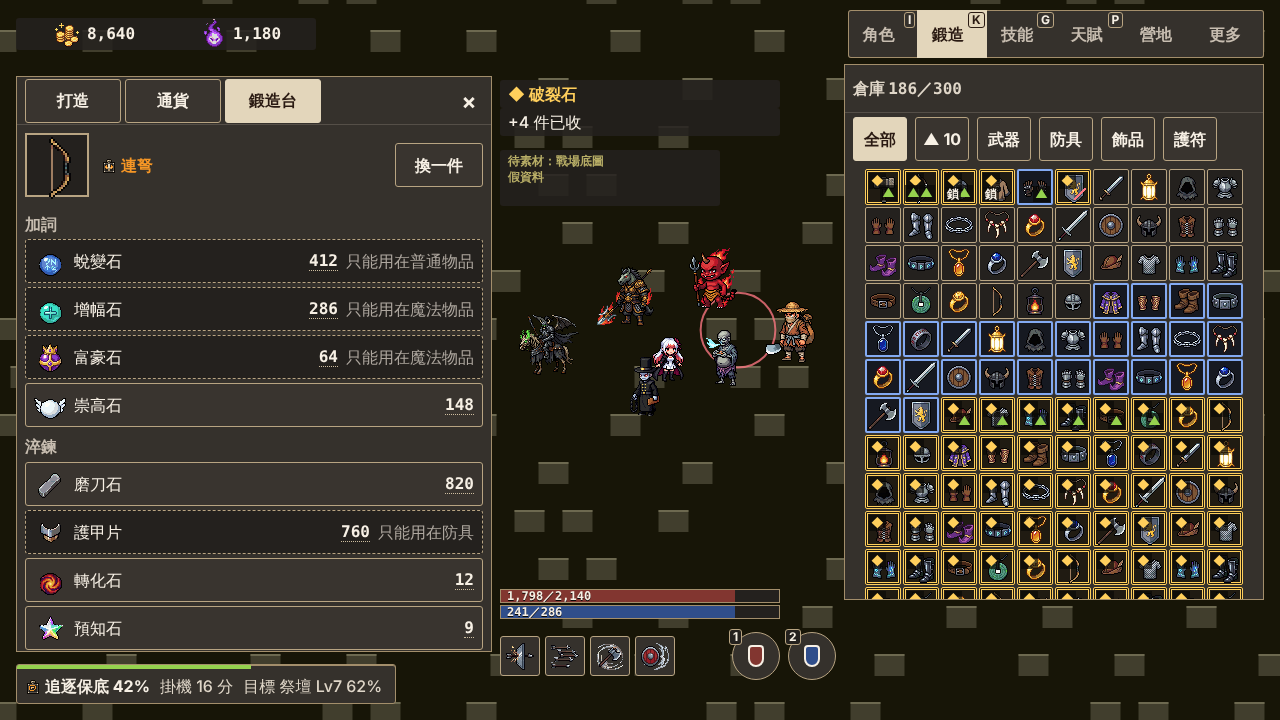 8,640
1,180
角色 I
鍛造 K
技能 G
天賦 P
營地
更多
打造
通貨
鍛造台
×
連弩
換一件
加詞
蛻變石 412 只能用在普通物品
增幅石 286 只能用在魔法物品
富豪石 64 只能用在魔法物品
崇高石 148
淬鍊
磨刀石 820
護甲片 760 只能用在防具
轉化石 12
預知石 9
追逐保底 42% 掛機 16 分 目標 祭壇 Lv7 62%
破裂石
+4 件已收
待素材：戰場底圖
假資料
1,798／2,140
241／286
1
2
倉庫 186／300
全部
▲ 10
武器
防具
飾品
護符
鎖
鎖